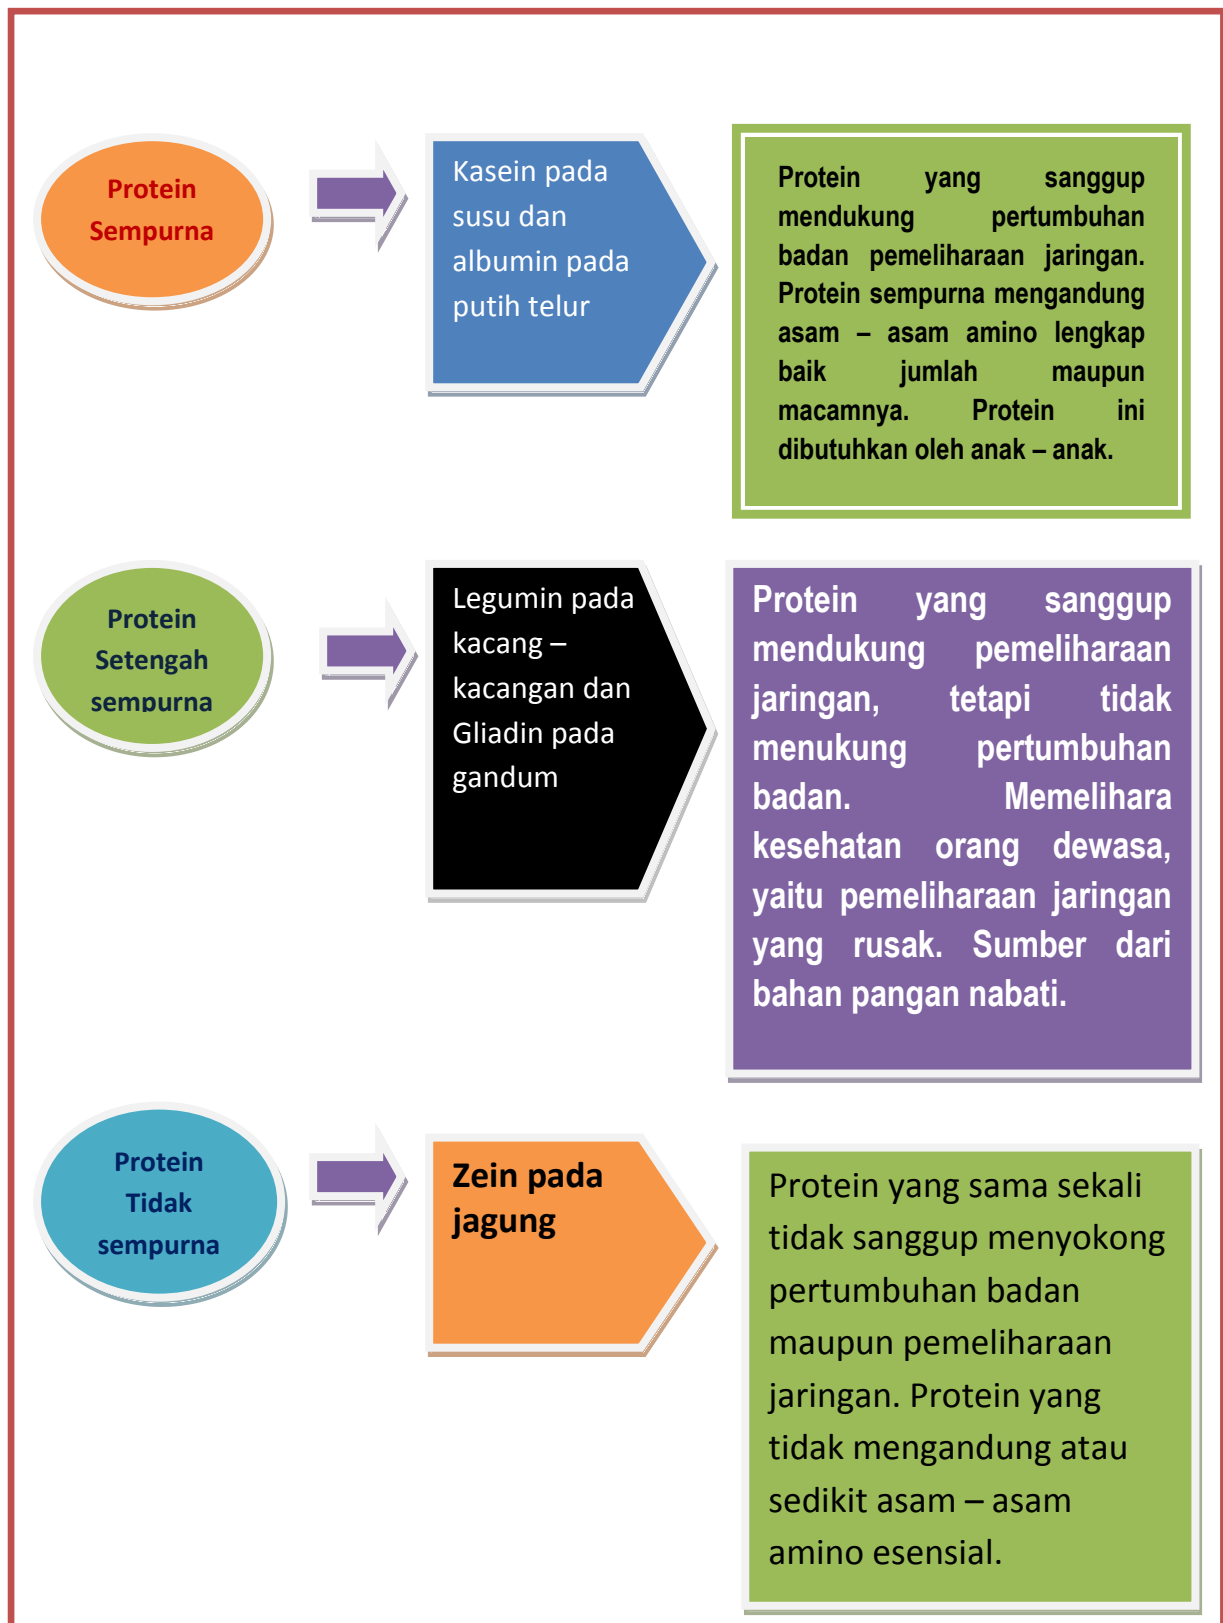 Protein
Sempurna
Kasein pada
susu dan
albumin pada
putih telur
Protein yang sanggup
mendukung pertumbuhan
badan pemeliharaan jaringan.
Protein sempurna mengandung
asam – asam amino lengkap
baik jumlah maupun
macamnya. Protein ini
dibutuhkan oleh anak – anak.
Protein
Setengah
sempurna
Legumin pada
kacang –
kacangan dan
Gliadin pada
gandum
Protein yang sanggup
mendukung pemeliharaan
jaringan, tetapi tidak
menukung pertumbuhan
badan. Memelihara
kesehatan orang dewasa,
yaitu pemeliharaan jaringan
yang rusak. Sumber dari
bahan pangan nabati.
Protein
Tidak
sempurna
Zein pada
jagung
Protein yang sama sekali
tidak sanggup menyokong
pertumbuhan badan
maupun pemeliharaan
jaringan. Protein yang
tidak mengandung atau
sedikit asam – asam
amino esensial.